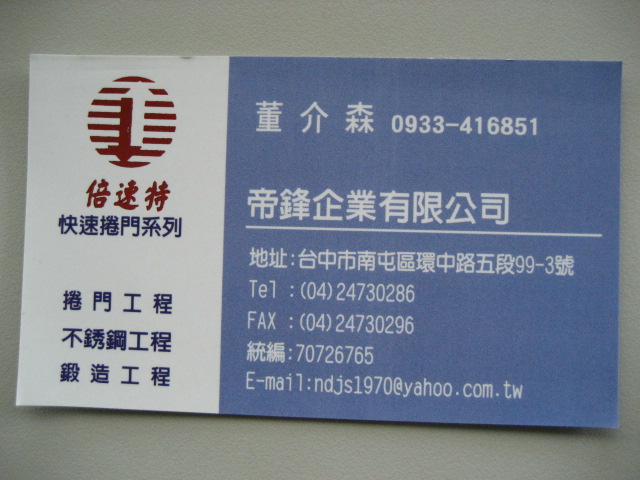 倍速特
快速捲門系列
捲門工程
不銹鋼工程
鍛造工程
董介森 0933-416851
帝鋒企業有限公司
地址:台中市南屯區環中路五段99-3號
Tel :(04)24730286
FAX :(04)24730296
統編:70726765
E-mail:ndjs1970@yahoo.com.tw